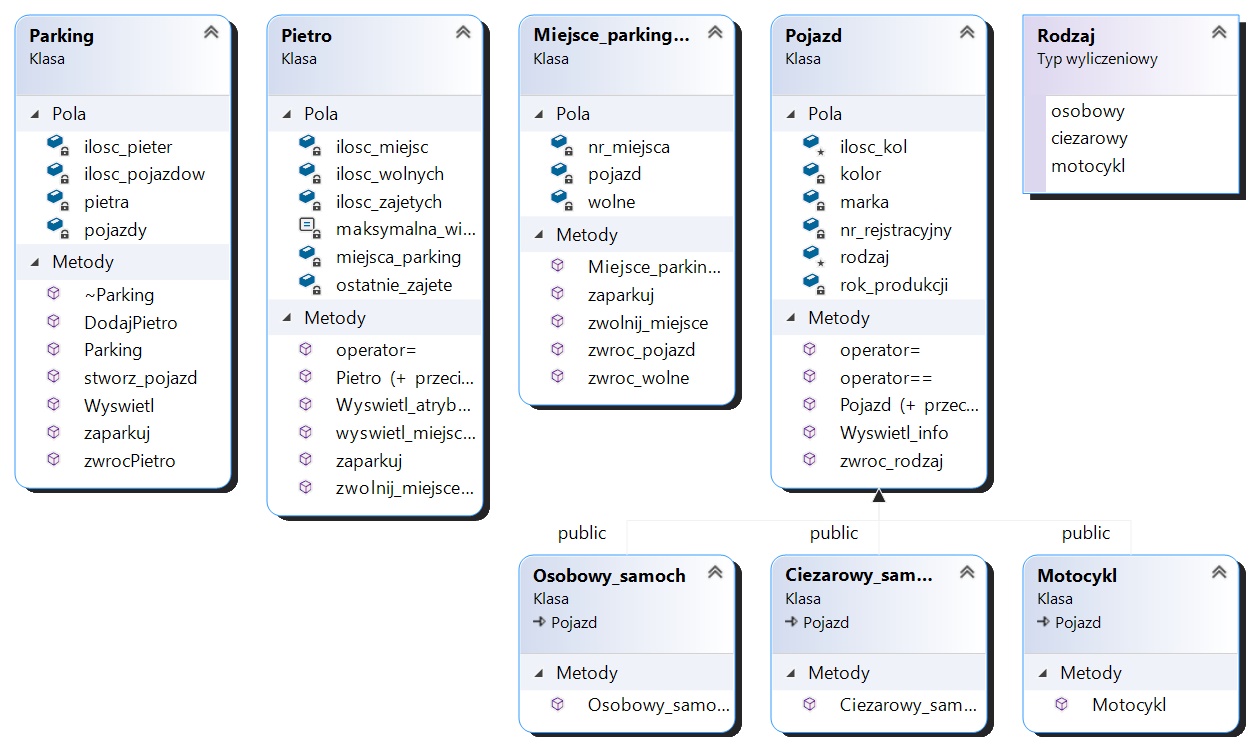 Parking
Klasa
Pola
ilosc_pieter
ilosc_pojazdow
pietra
pojazdy
Metody
~Parking
DodajPietro
Parking
stworz_pojazd
Wyswietl
zaparkuj
zwrocPietro
Pietro
Klasa
Pola
ilosc_miejsc
ilosc_wolnych
ilosc_zajetych
maksymalna_wi...
miejsca_parking
ostatnie_zajete
Metody
operator=
Pietro (+ przeci...
Wyswietl_atryb...
wyswietl_miejsc...
zaparkuj
zwolnij_miejsce...
Miejsce_parking...
Klasa
Pola
nr_miejsca
pojazd
wolne
Metody
Miejsce_parkin...
zaparkuj
zwolnij_miejsce
zwroc_pojazd
zwroc_wolne
Pojazd
Klasa
Pola
ilosc_kol
kolor
marka
nr_rejstracyjny
rodzaj
rok_produkcji
Metody
operator=
operator==
Pojazd (+ przec...
Wyswietl_info
zwroc_rodzaj
Rodzaj
Typ wyliczeniowy
osobowy
ciezarowy
motocykl
public
public
public
Osobowy_samoch
Klasa
Pojazd
Metody
Osobowy_samo...
Ciezarowy_sam...
Klasa
Pojazd
Metody
Ciezarowy_sam...
Motocykl
Klasa
Pojazd
Metody
Motocykl